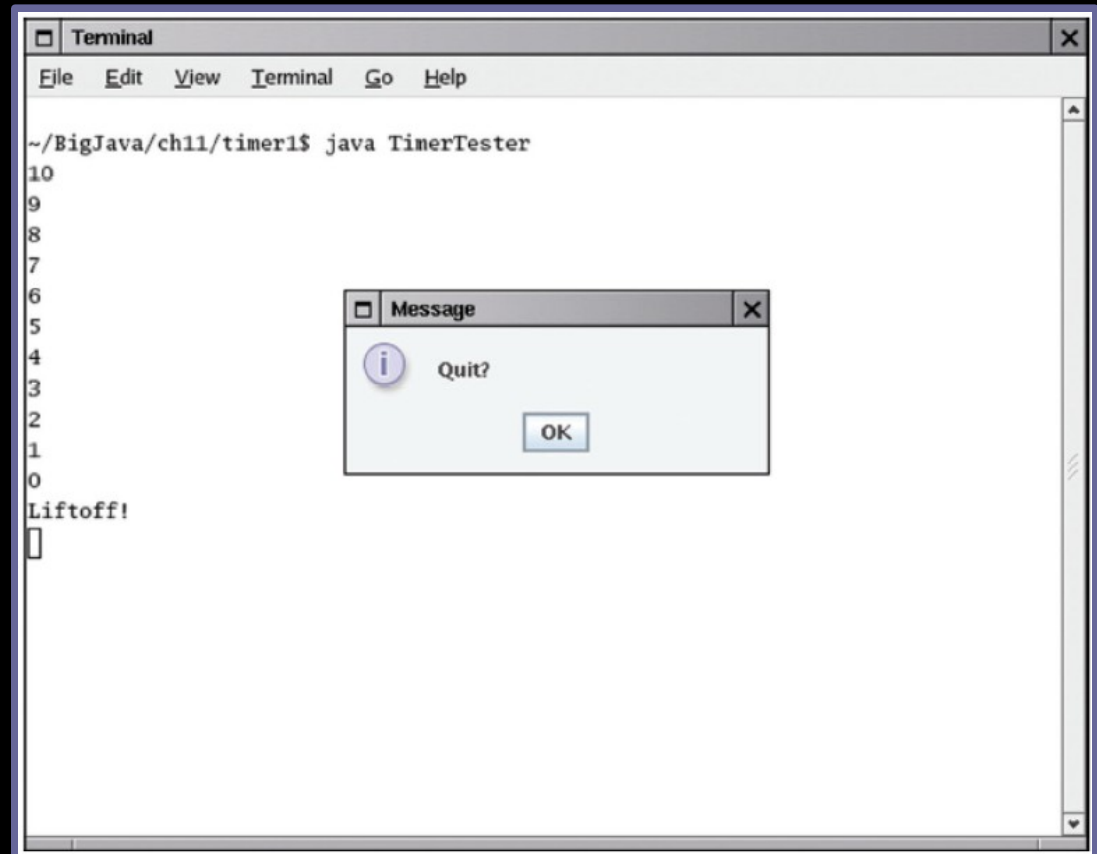 Terminal
File Edit View Terminal Go Help
~/BigJava/ch11/timer1$ java TimerTester
10
9
8
7
6
5
4
3
2
1
0
Liftoff!
Message
i
Quit?
OK